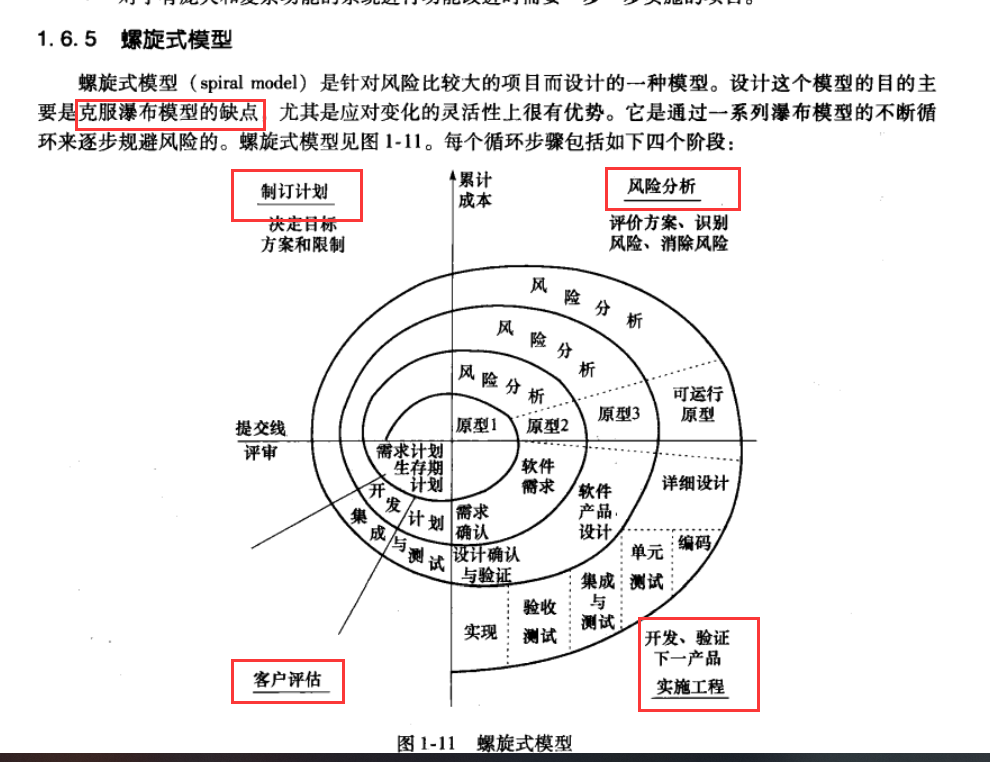 1.6.5 螺旋式模型
螺旋式模型（spiral model）是针对风险比较大的项目而设计的一种模型。设计这个模型的目的主
要是克服瀑布模型的缺点，尤其是应对变化的灵活性上很有优势。它是通过一系列瀑布模型的不断循
环来逐步规避风险的。螺旋式模型见图1-11。每个循环步骤包括如下四个阶段：
制订计划
决定目标
方案和限制
累计
成本
风险分析
评价方案、识别
风险、消除风险
风险分析
风险分析
风险分析
提交线
评审
原型1
原型2
原型3
可运行
原型
需求计划
生存期
计划
软件
需求
软件
产品
设计
详细设计
开发计划
需求
确认
集成与测试
设计确认
与验证
实现
验收
测试
集成
与
测试
单元
测试
编码
客户评估
开发、验证
下一产品
实施工程
图1-11 螺旋式模型